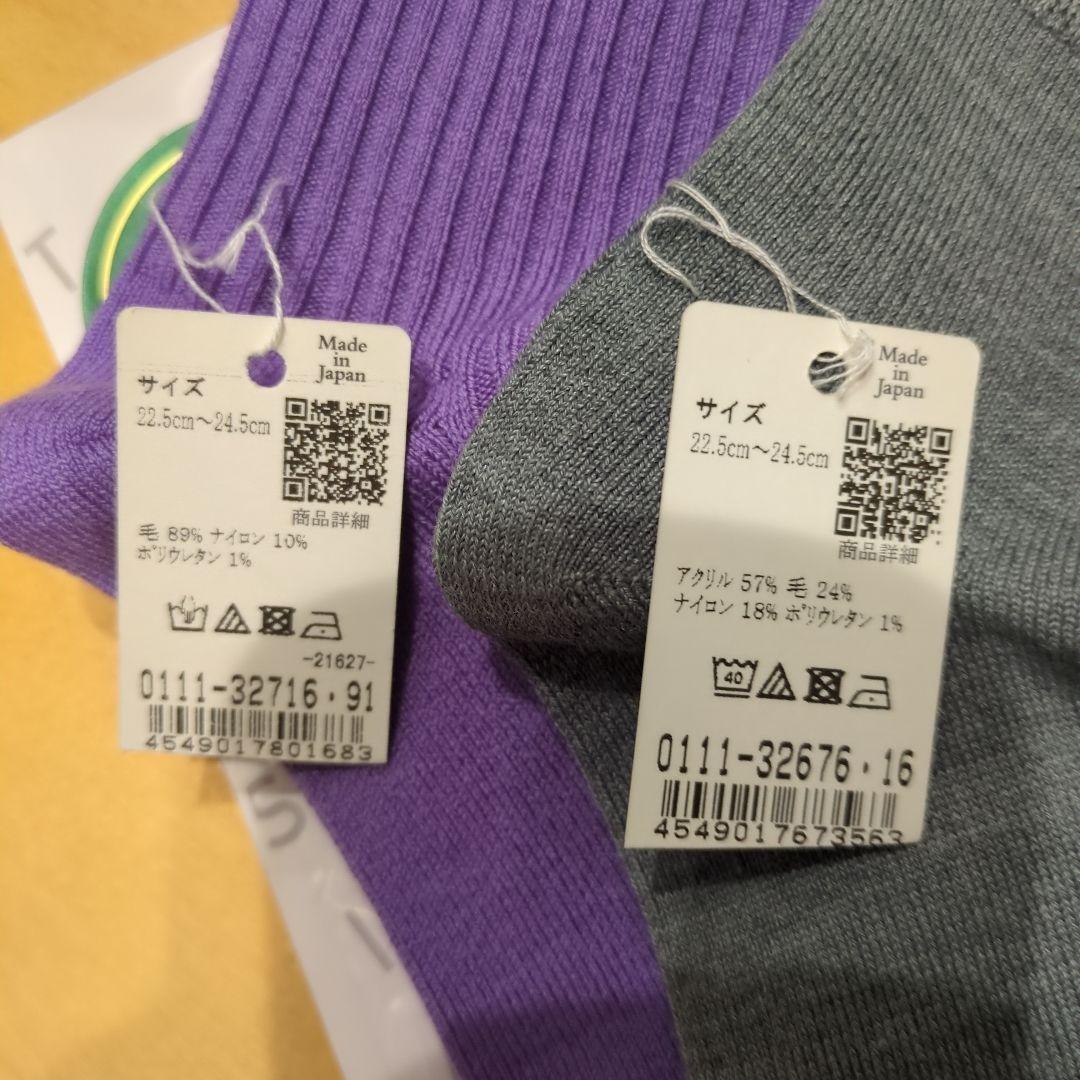 Made
in
Japan
サイズ
22.5cm～24.5cm
商品詳細
毛 89% ナイロン 10%
ポリウレタン 1%
-21627-
0111-32716・91
4549017801683
Made
in
Japan
サイズ
22.5cm～24.5cm
商品詳細
アクリル 57% 毛 24%
ナイロン 18% ポリウレタン 1%
40
0111-32676・16
4549017673563
T